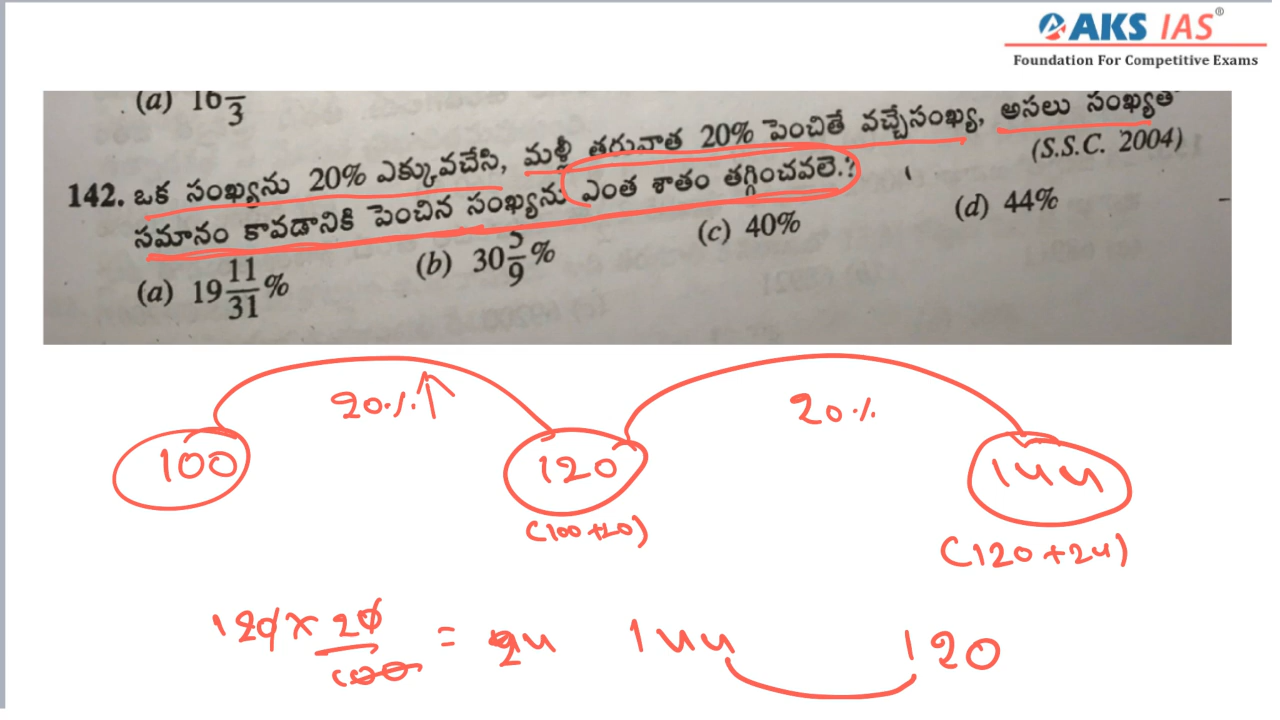 AKS IAS®
Foundation For Competitive Exams
(a) 16 /3
142. ఒక సంఖ్యను 20% ఎక్కువచేసి, మళ్లీ తరువాత 20% పెంచితే వచ్చేసంఖ్య, అసలు సంఖ్యతో
సమానం కావడానికి పెంచిన సంఖ్యను ఎంత శాతం తగ్గించవలె.? (S.S.C. 2004)
(a) 19 11/31 % (b) 30 5/9 % (c) 40% (d) 44%
20% ↑ 20%
100 120 144
(100+20) (120+24)
120 × 20/100 = 24 144 120